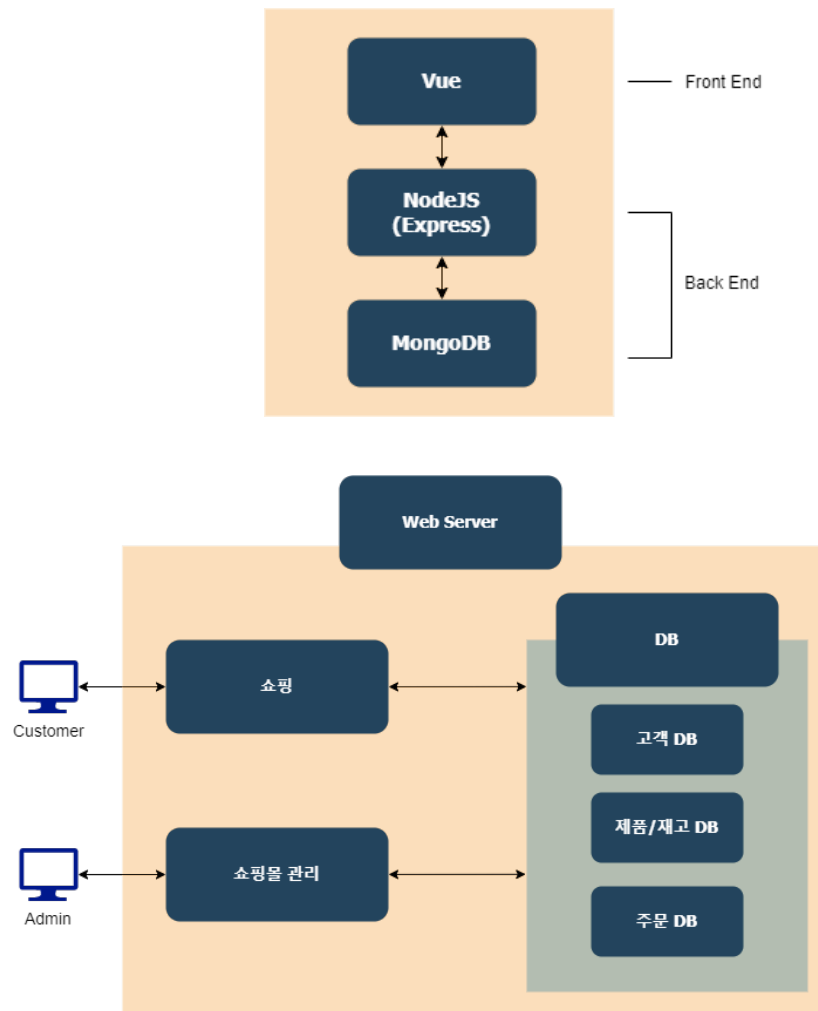 Vue
Front End
NodeJS
(Express)
Back End
MongoDB
Web Server
DB
쇼핑
Customer
고객 DB
제품/재고 DB
쇼핑몰 관리
Admin
주문 DB